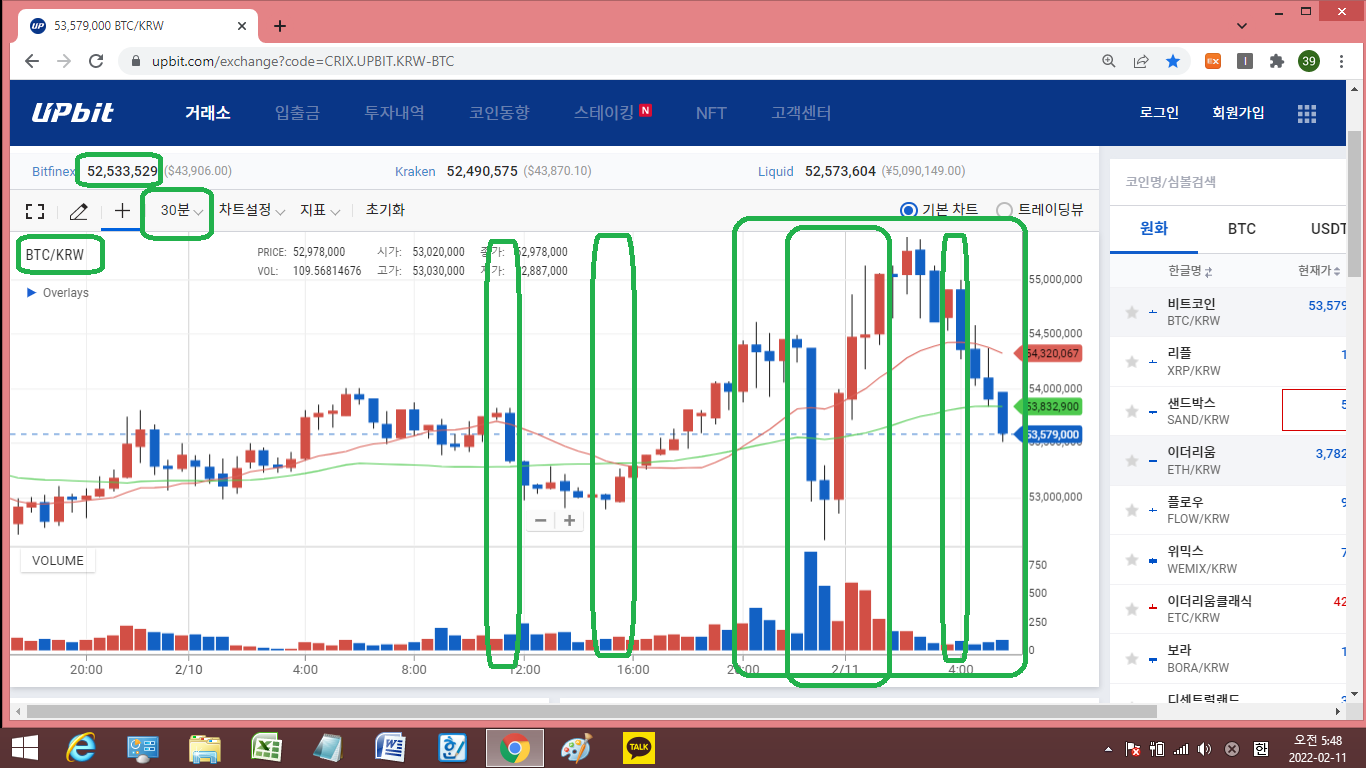 UP 53,579,000 BTC/KRW
upbit.com/exchange?code=CRIX.UPBIT.KRW-BTC
39
UPbit 거래소 입출금 투자내역 코인동향 스테이킹 N NFT 고객센터 로그인 회원가입
Bitfinex 52,533,529 ($43,906.00) Kraken 52,490,575 ($43,870.10) Liquid 52,573,604 (¥5,090,149.00)
30분 차트설정 지표 초기화 기본 차트 트레이딩뷰
BTC/KRW
PRICE: 52,978,000 시가: 53,020,000 종가: 52,978,000
VOL: 109.56814676 고가: 53,030,000 저가: 52,887,000
Overlays
55,000,000
54,500,000
54,320,067
54,000,000
53,832,900
53,579,000
53,000,000
VOLUME
750
500
250
0
20:00 2/10 4:00 8:00 12:00 16:00 20:00 2/11 4:00
코인명/심볼검색
원화 BTC USDT
한글명 현재가
비트코인 53,579
BTC/KRW
리플 1
XRP/KRW
샌드박스 5
SAND/KRW
이더리움 3,782
ETH/KRW
플로우 9
FLOW/KRW
위믹스 7
WEMIX/KRW
이더리움클래식 42
ETC/KRW
보라 1
BORA/KRW
디센트럴랜드 3
TALK
한
오전 5:48
2022-02-11